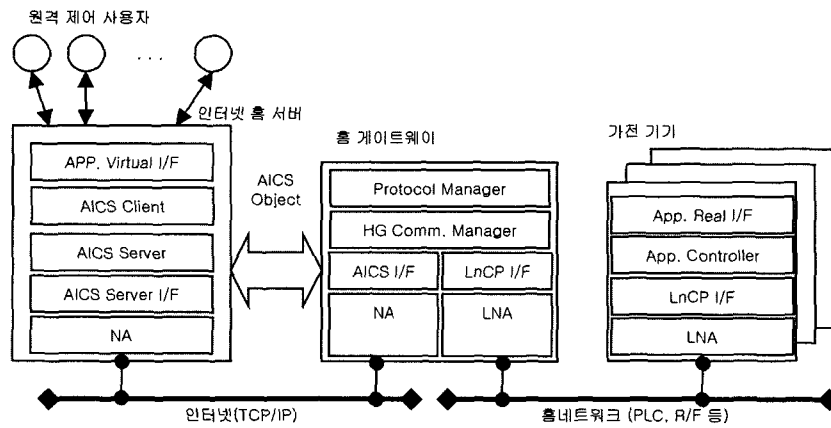 원격 제어 사용자
...
인터넷 홈 서버
APP. Virtual I/F
AICS Client
AICS Server
AICS Server I/F
NA
AICS
Object
홈 게이트웨이
Protocol Manager
HG Comm. Manager
AICS I/F
LnCP I/F
NA
LNA
가전 기기
App. Real I/F
App. Controller
LnCP I/F
LNA
인터넷(TCP/IP)
홈네트워크 (PLC, R/F 등)